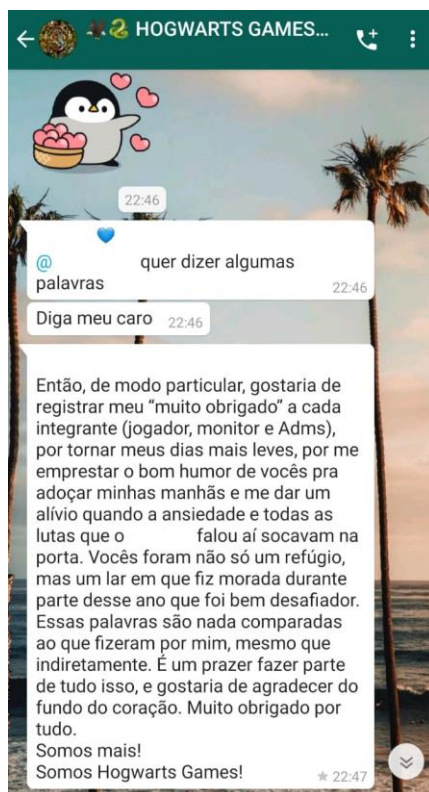 HOGWARTS GAMES...
22:46
@ quer dizer algumas
palavras
22:46
Diga meu caro 22:46
Então, de modo particular, gostaria de
registrar meu “muito obrigado” a cada
integrante (jogador, monitor e Adms),
por tornar meus dias mais leves, por me
emprestar o bom humor de vocês pra
adoçar minhas manhãs e me dar um
alívio quando a ansiedade e todas as
lutas que o falou aí socavam na
porta. Vocês foram não só um refúgio,
mas um lar em que fiz morada durante
parte desse ano que foi bem desafiador.
Essas palavras são nada comparadas
ao que fizeram por mim, mesmo que
indiretamente. É um prazer fazer parte
de tudo isso, e gostaria de agradecer do
fundo do coração. Muito obrigado por
tudo.
Somos mais!
Somos Hogwarts Games!
22:47